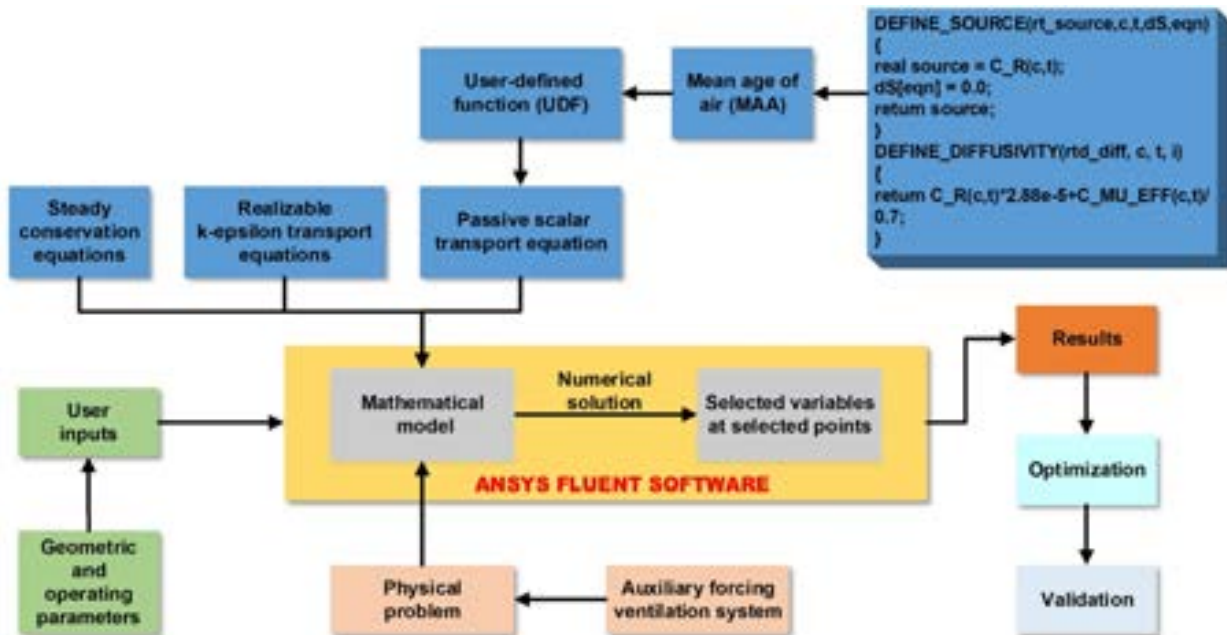 DEFINE_SOURCE(rt_source,c,t,dS,eqn)
{
real source = C_R(c,t);
dS[eqn] = 0.0;
return source;
}
DEFINE_DIFFUSIVITY(rtd_diff, c, t, i)
{
return C_R(c,t)*2.88e-5+C_MU_EFF(c,t)/
0.7;
}
Mean age of
air (MAA)
User-defined
function (UDF)
Steady
conservation
equations
Realizable
k-epsilon transport
equations
Passive scalar
transport equation
User
inputs
Geometric
and
operating
parameters
Mathematical
model
Numerical
solution
Selected variables
at selected points
ANSYS FLUENT SOFTWARE
Physical
problem
Auxiliary forcing
ventilation system
Results
Optimization
Validation